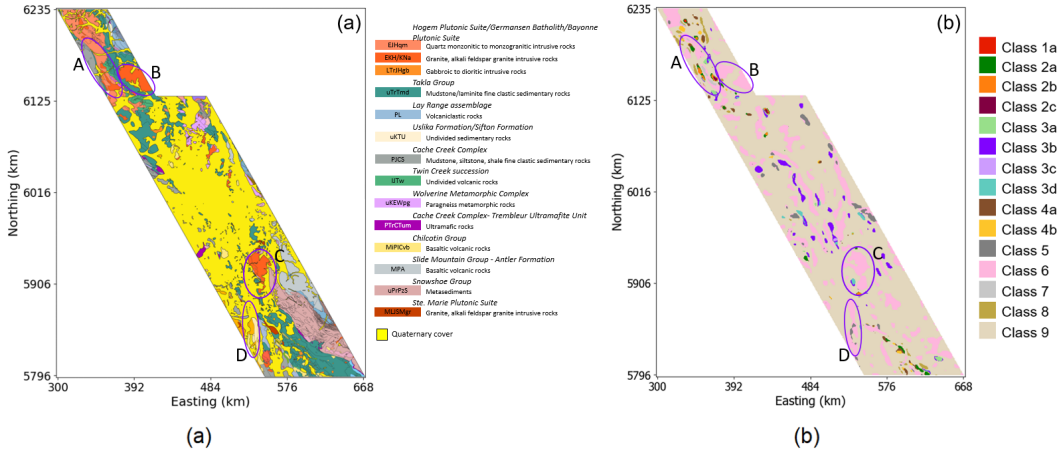 6235
6125
6016
5906
5796
Northing (km)
300
392
484
576
668
Easting (km)
(a)
A
B
C
D
(a)
Hogem Plutonic Suite/Germansen Batholith/Bayonne
Plutonic Suite
EJHqm Quartz monzonitic to monzogranitic intrusive rocks
EKH/KNa Granite, alkali feldspar granite intrusive rocks
LTrJHgb Gabbroic to dioritic intrusive rocks
Takla Group
uTrTmd Mudstone/laminite fine clastic sedimentary rocks
Lay Range assemblage
PL Volcaniclastic rocks
Uslika Formation/Sifton Formation
uKTU Undivided sedimentary rocks
Cache Creek Complex
PJCS Mudstone, siltstone, shale fine clastic sedimentary rocks
Twin Creek succession
lJTw Undivided volcanic rocks
Wolverine Metamorphic Complex
uKEWpg Paragneiss metamorphic rocks
Cache Creek Complex- Trembleur Ultramafite Unit
PTrCTum Ultramafic rocks
Chilcotin Group
MiPlCvb Basaltic volcanic rocks
Slide Mountain Group - Antler Formation
MPA Basaltic volcanic rocks
Snowshoe Group
uPrPzS Metasediments
Ste. Marie Plutonic Suite
MIJSMgr Granite, alkali feldspar granite intrusive rocks
Quaternary cover
6235
6125
6016
5906
5796
Northing (km)
300
392
484
576
668
Easting (km)
(b)
A
B
C
D
(b)
Class 1a
Class 2a
Class 2b
Class 2c
Class 3a
Class 3b
Class 3c
Class 3d
Class 4a
Class 4b
Class 5
Class 6
Class 7
Class 8
Class 9